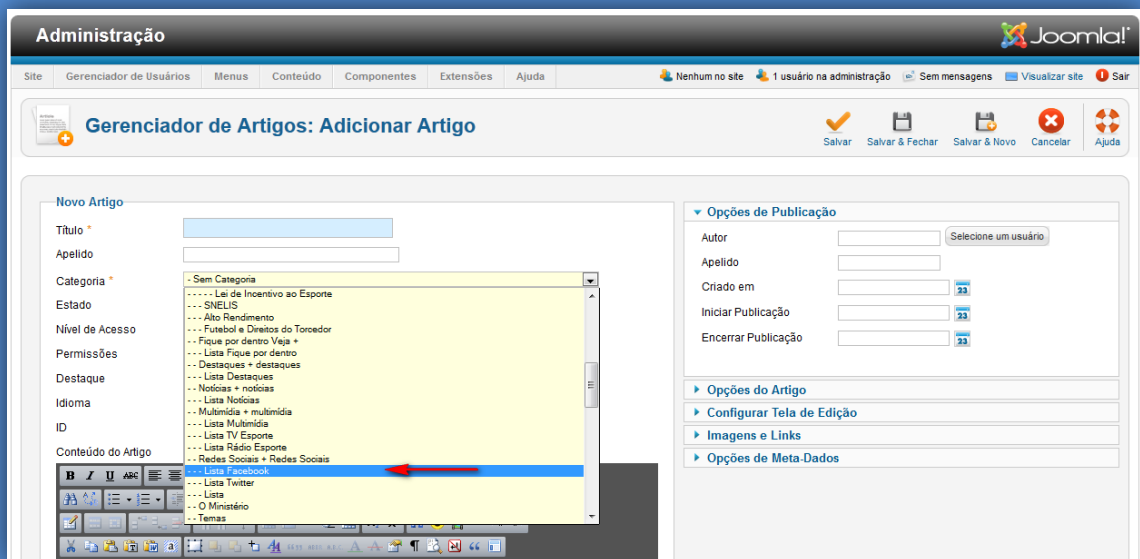 Administração
Joomla!
Site Gerenciador de Usuários Menus Conteúdo Componentes Extensões Ajuda Nenhum no site 1 usuário na administração Sem mensagens Visualizar site Sair
Gerenciador de Artigos: Adicionar Artigo
Salvar Salvar & Fechar Salvar & Novo Cancelar Ajuda
Novo Artigo
Título *
Apelido
Categoria * - Sem Categoria
Estado
Nível de Acesso
Permissões
Destaque
Idioma
ID
Conteúdo do Artigo
- - - - - Lei de Incentivo ao Esporte
- - - SNELIS
- - - Alto Rendimento
- - - Futebol e Direitos do Torcedor
- - Fique por dentro Veja +
- - - Lista Fique por dentro
- - Destaques + destaques
- - - Lista Destaques
- - Notícias + notícias
- - - Lista Notícias
- - Multimídia + multimídia
- - - Lista Multimídia
- - - Lista TV Esporte
- - - Lista Rádio Esporte
- - Redes Sociais + Redes Sociais
- - - Lista Facebook
- - - Lista Twitter
- - - Lista
- - O Ministério
- - Temas
B I U ABC
Opções de Publicação
Autor Selecione um usuário
Apelido
Criado em 23
Iniciar Publicação 23
Encerrar Publicação 23
Opções do Artigo
Configurar Tela de Edição
Imagens e Links
Opções de Meta-Dados